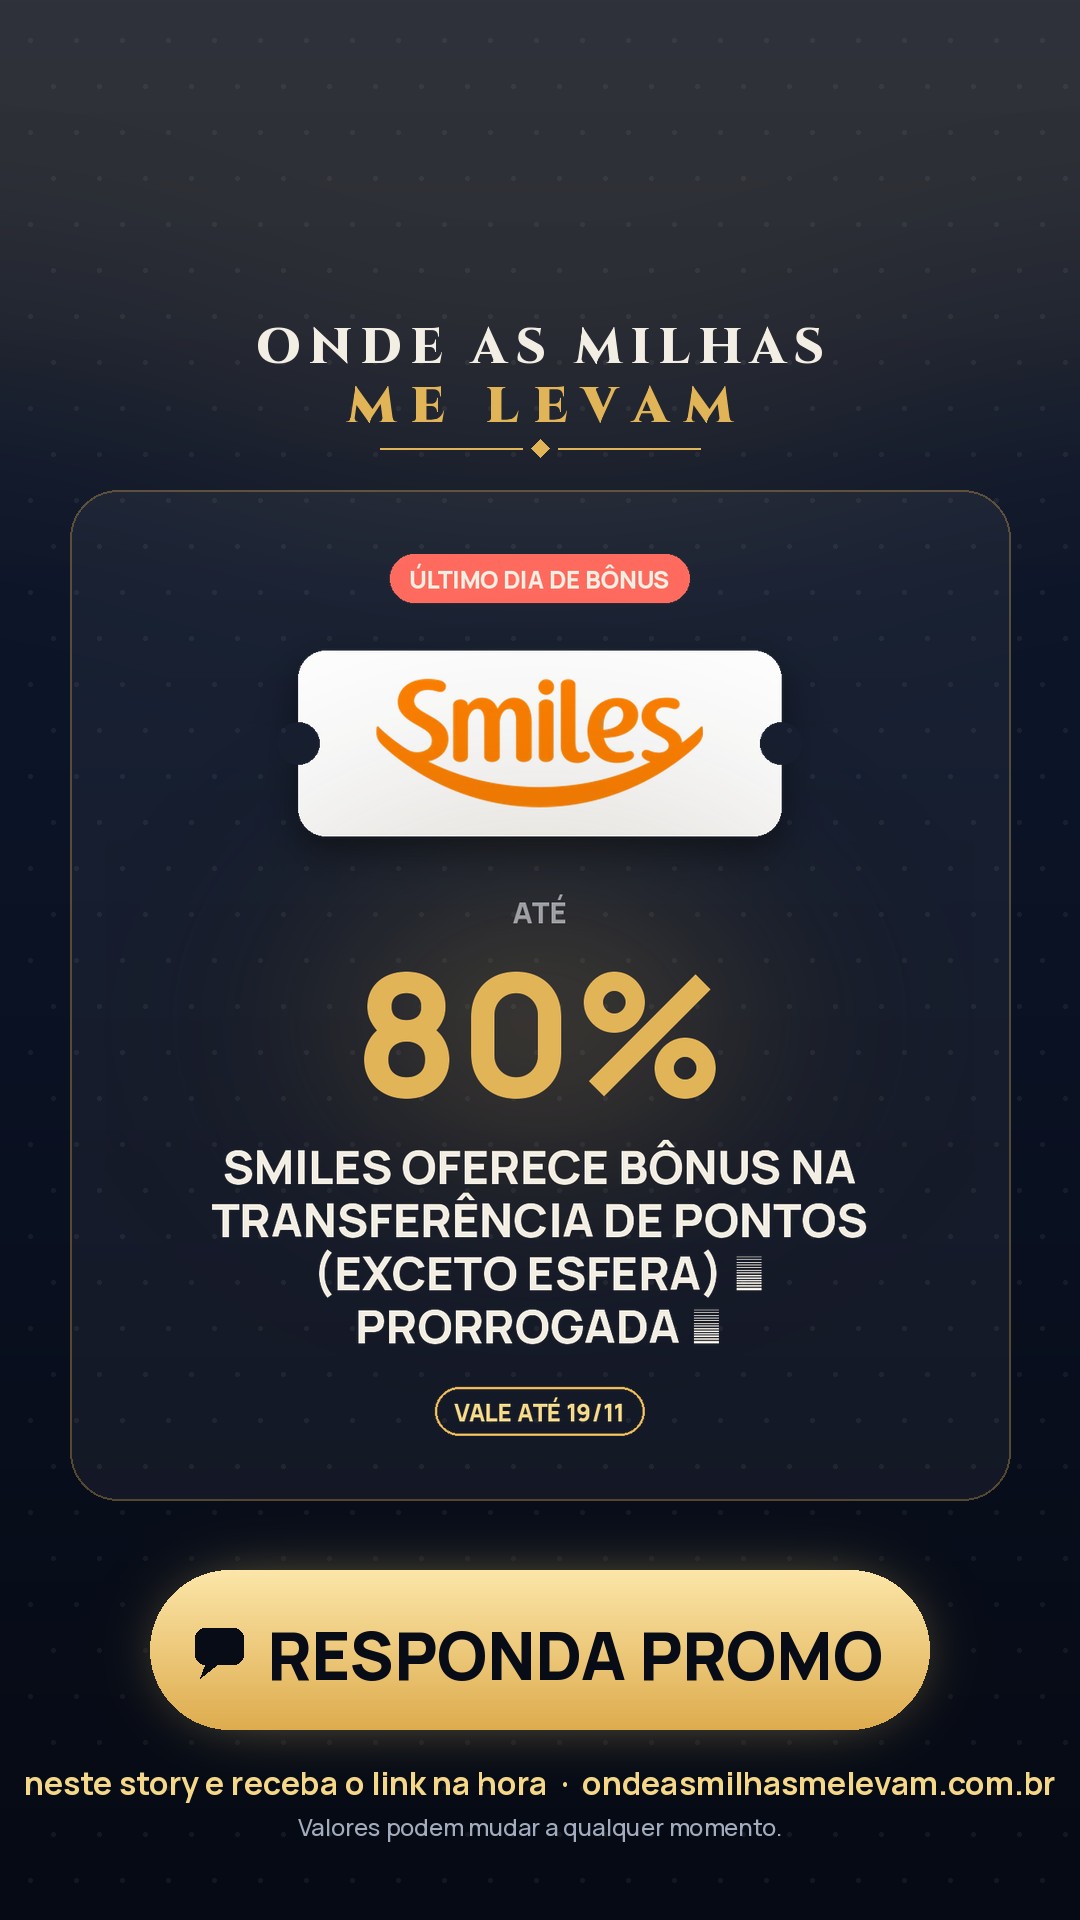 ONDE AS MILHAS
ME LEVAM
ÚLTIMO DIA DE BÔNUS
Smiles
ATÉ
80%
SMILES OFERECE BÔNUS NA
TRANSFERÊNCIA DE PONTOS
(EXCETO ESFERA)
PRORROGADA
VALE ATÉ 19/11
RESPONDA PROMO
neste story e receba o link na hora · ondeasmilhasmelevam.com.br
Valores podem mudar a qualquer momento.